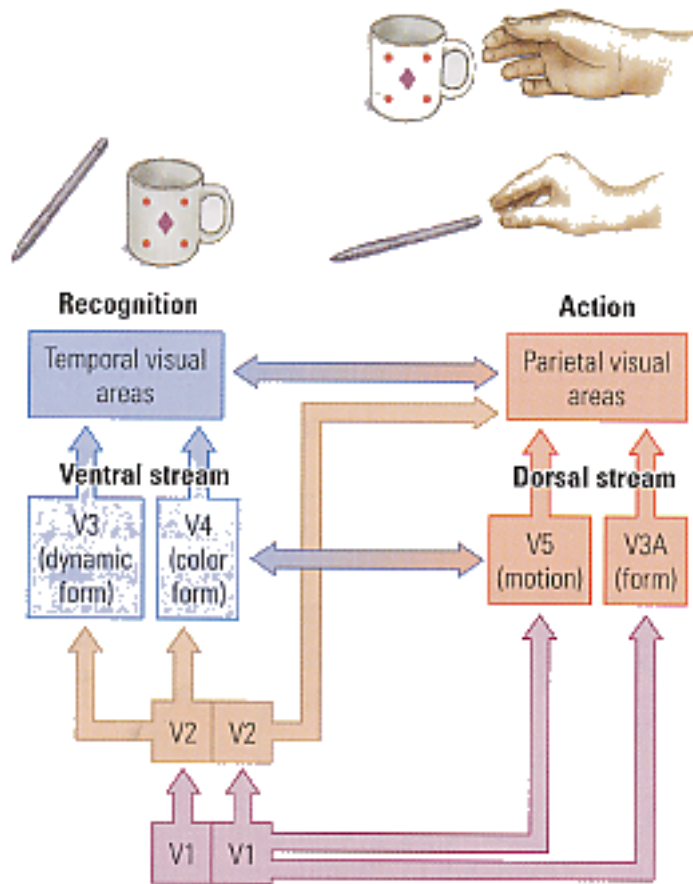 Recognition
Action
Temporal visual
areas
Parietal visual
areas
Ventral stream
Dorsal stream
V3
(dynamic
form)
V4
(color
form)
V5
(motion)
V3A
(form)
V2
V2
V1
V1